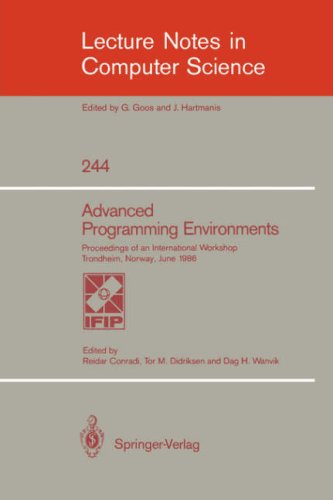 Lecture Notes in
Computer Science
Edited by G. Goos and J. Hartmanis
244
Advanced
Programming Environments
Proceedings of an International Workshop
Trondheim, Norway, June 1986
IFIP
Edited by
Reidar Conradi, Tor M. Didriksen and Dag H. Wanvik
Springer-Verlag